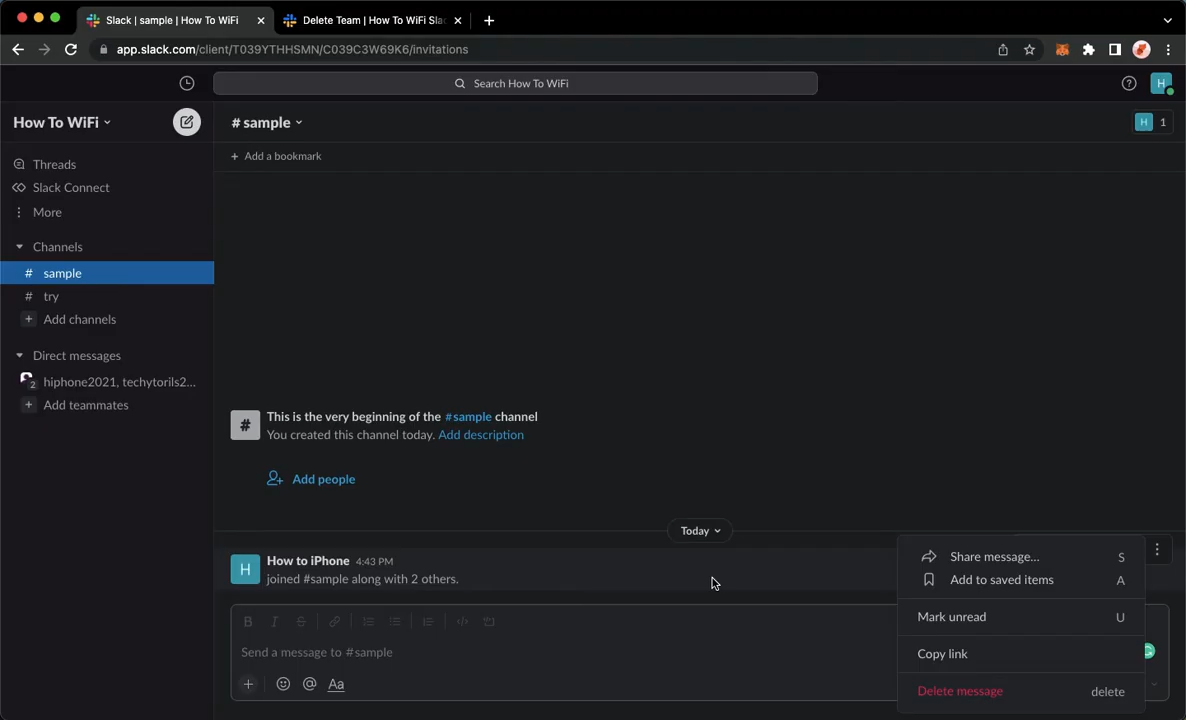 Slack | sample | How To WiFi
Delete Team | How To WiFi Slac
app.slack.com/client/T039YTHHSMN/C039C3W69K6/invitations
Search How To WiFi
H
How To WiFi
# sample
H 1
+ Add a bookmark
Threads
Slack Connect
More
Channels
# sample
# try
+ Add channels
Direct messages
2 hiphone2021, techytorils2...
+ Add teammates
# This is the very beginning of the #sample channel
You created this channel today. Add description
Add people
Today
H How to iPhone 4:43 PM
joined #sample along with 2 others.
Share message... S
Add to saved items A
Mark unread U
Copy link
Delete message delete
B I S
Send a message to #sample
+ @ Aa